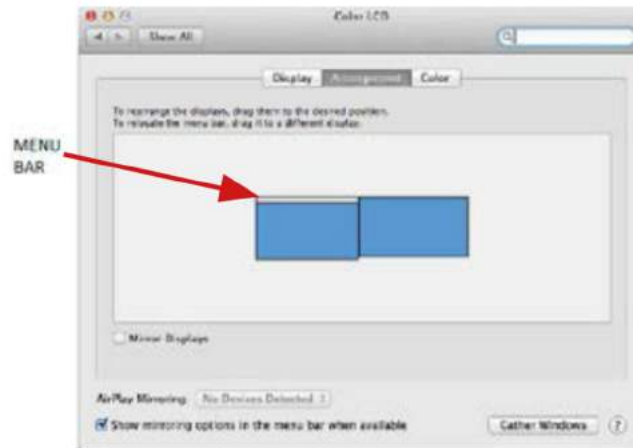 Color LCD
Show All
Display Arrangement Color
To rearrange the displays, drag them to the desired position.
To relocate the menu bar, drag it to a different display.
MENU
BAR
Mirror Displays
AirPlay Mirroring: No Devices Detected
Show mirroring options in the menu bar when available
Gather Windows ?